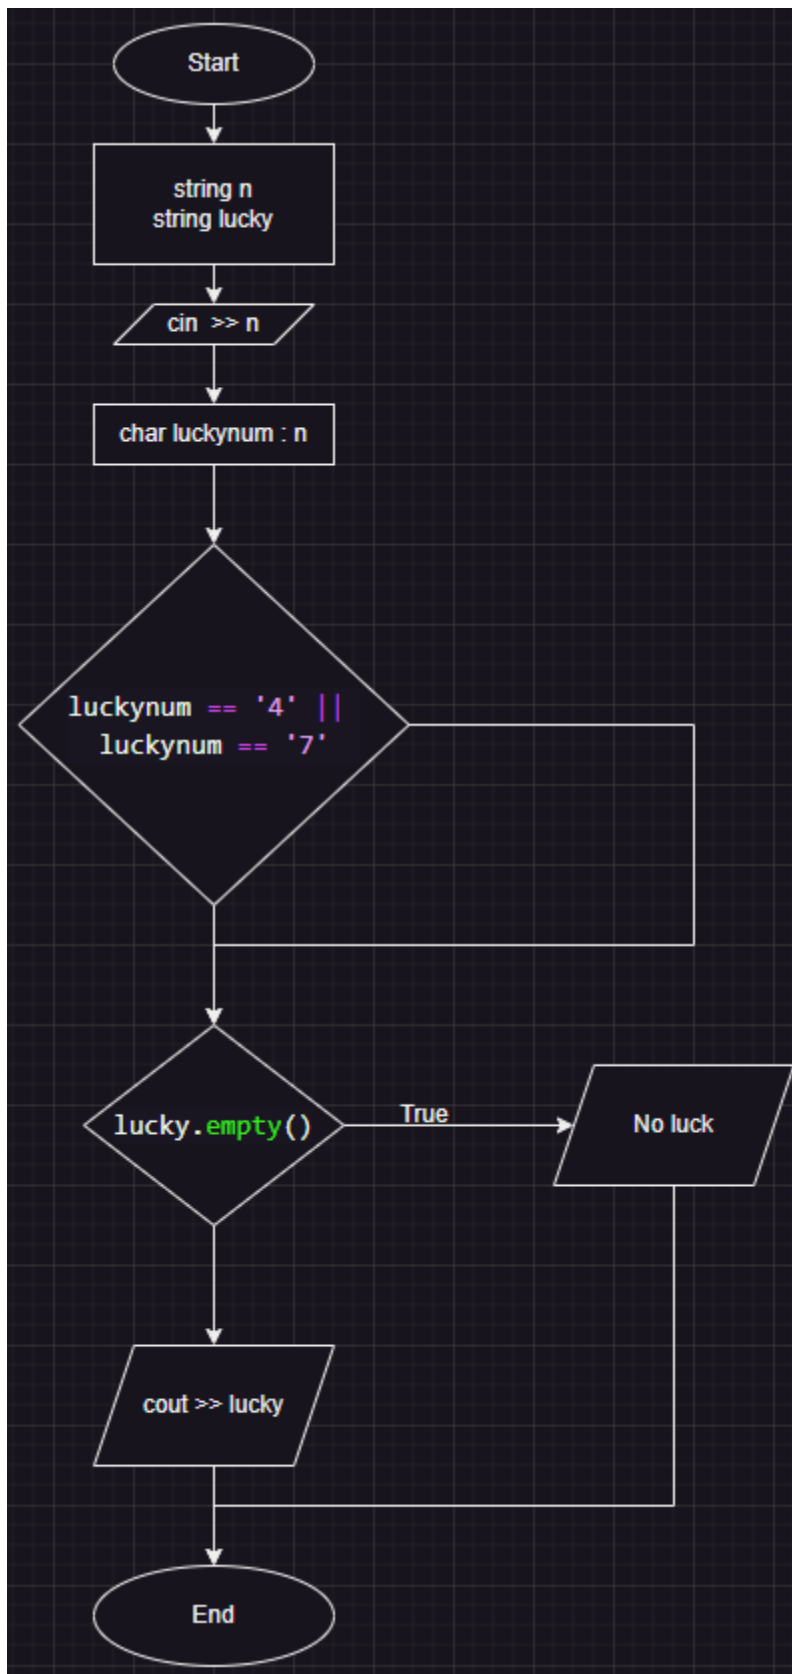 Start
string n
string lucky
cin >> n
char luckynum : n
luckynum == '4' ||
luckynum == '7'
lucky.empty()
True
No luck
cout >> lucky
End